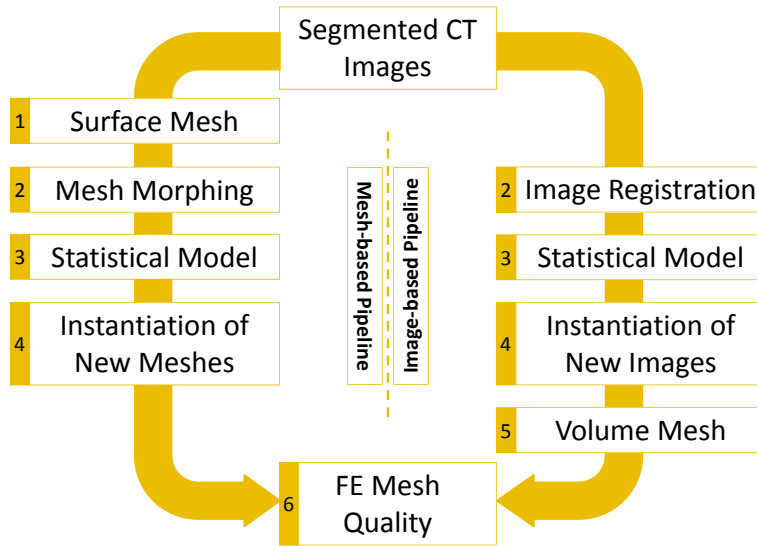 Segmented CT
Images
1 Surface Mesh
2 Mesh Morphing
3 Statistical Model
4 Instantiation of
New Meshes
Mesh-based Pipeline
Image-based Pipeline
2 Image Registration
3 Statistical Model
4 Instantiation of
New Images
5 Volume Mesh
6 FE Mesh
Quality